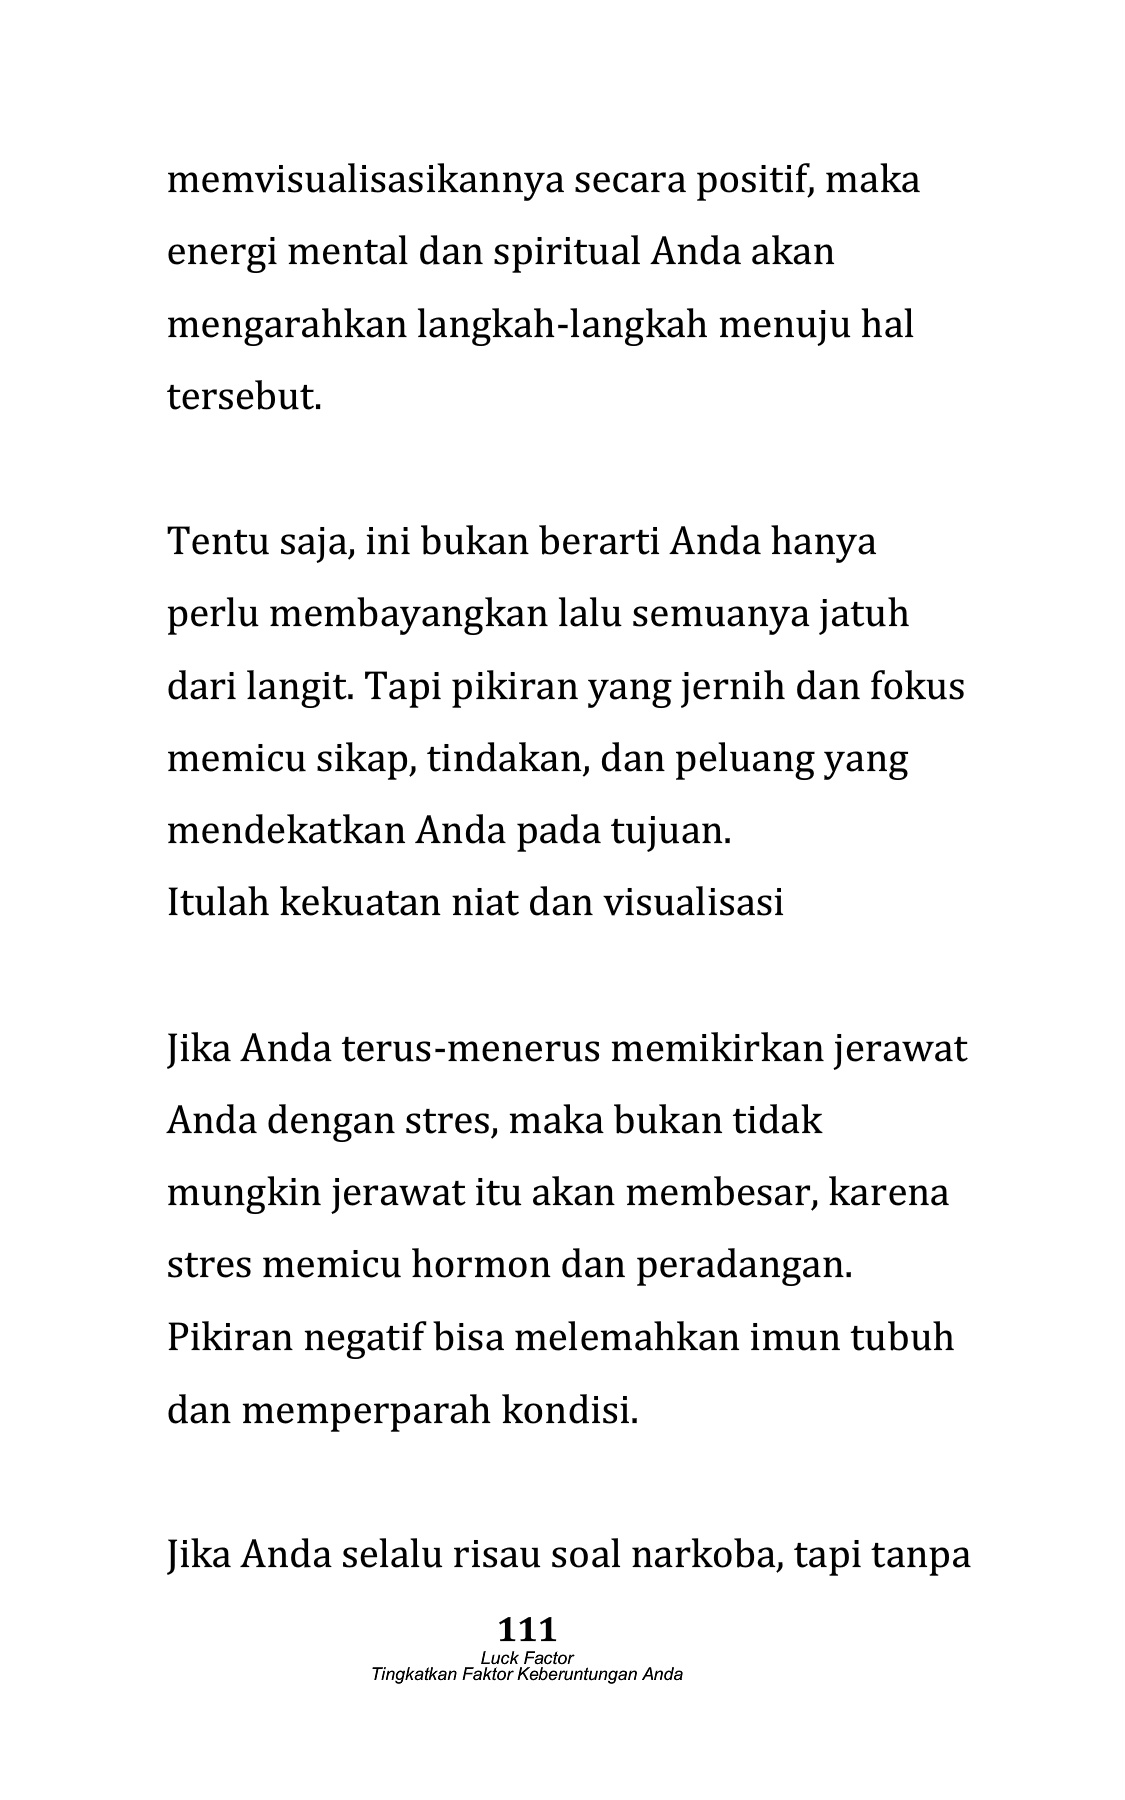 memvisualisasikannya secara positif, maka
energi mental dan spiritual Anda akan
mengarahkan langkah-langkah menuju hal
tersebut.
Tentu saja, ini bukan berarti Anda hanya
perlu membayangkan lalu semuanya jatuh
dari langit. Tapi pikiran yang jernih dan fokus
memicu sikap, tindakan, dan peluang yang
mendekatkan Anda pada tujuan.
Itulah kekuatan niat dan visualisasi
Jika Anda terus-menerus memikirkan jerawat
Anda dengan stres, maka bukan tidak
mungkin jerawat itu akan membesar, karena
stres memicu hormon dan peradangan.
Pikiran negatif bisa melemahkan imun tubuh
dan memperparah kondisi.
Jika Anda selalu risau soal narkoba, tapi tanpa
111
Luck Factor
Tingkatkan Faktor Keberuntungan Anda